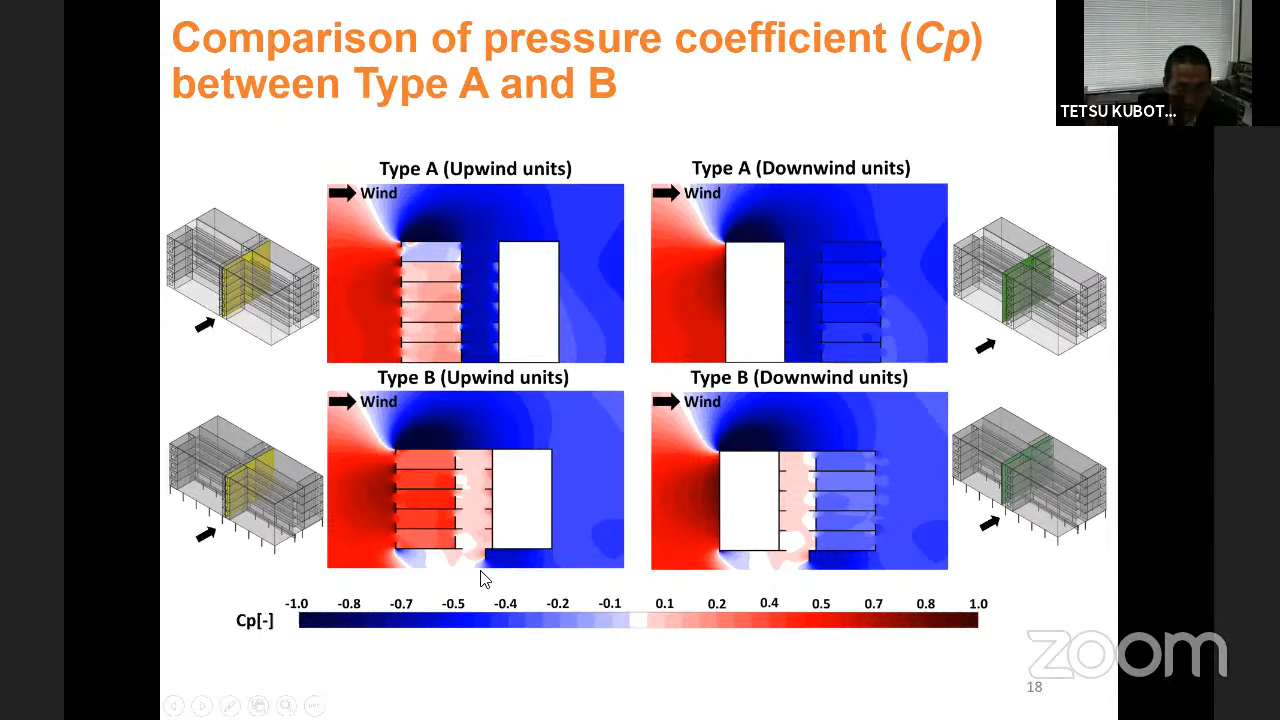 Comparison of pressure coefficient (Cp)
between Type A and B
TETSU KUBOT...
Type A (Upwind units)
Wind
Type A (Downwind units)
Wind
Type B (Upwind units)
Wind
Type B (Downwind units)
Wind
-1.0 -0.8 -0.7 -0.5 -0.4 -0.2 -0.1 0.1 0.2 0.4 0.5 0.7 0.8 1.0
Cp[-]
zoom
18